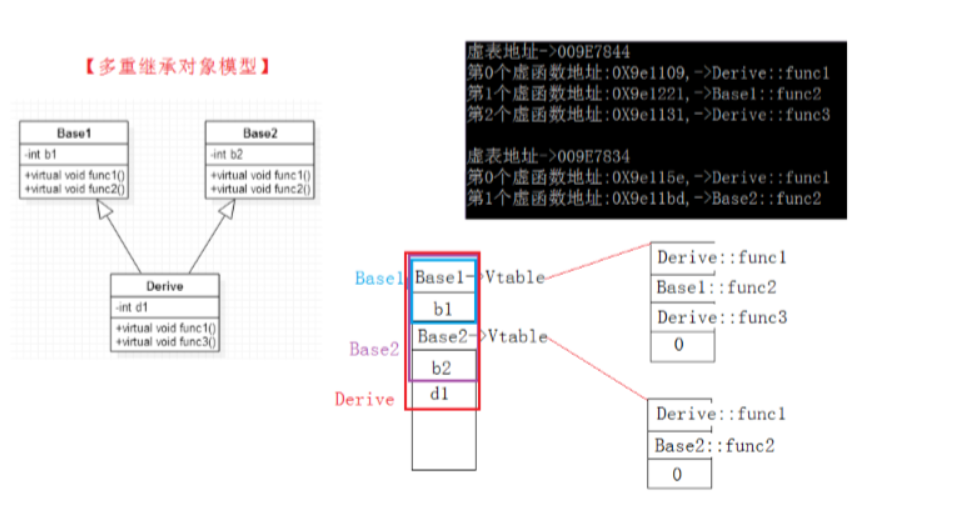 【多重继承对象模型】
Base1
-int b1
+virtual void func1()
+virtual void func2()
Base2
-int b2
+virtual void func1()
+virtual void func2()
Derive
-int d1
+virtual void func1()
+virtual void func3()
虚表地址->009E7844
第0个虚函数地址:0X9e1109,->Derive::func1
第1个虚函数地址:0X9e1221,->Base1::func2
第2个虚函数地址:0X9e1131,->Derive::func3
虚表地址->009E7834
第0个虚函数地址:0X9e115e,->Derive::func1
第1个虚函数地址:0X9e11bd,->Base2::func2
Base1
Base1->Vtable
b1
Base2
Base2->Vtable
b2
Derive
d1
Derive::func1
Base1::func2
Derive::func3
0
Derive::func1
Base2::func2
0